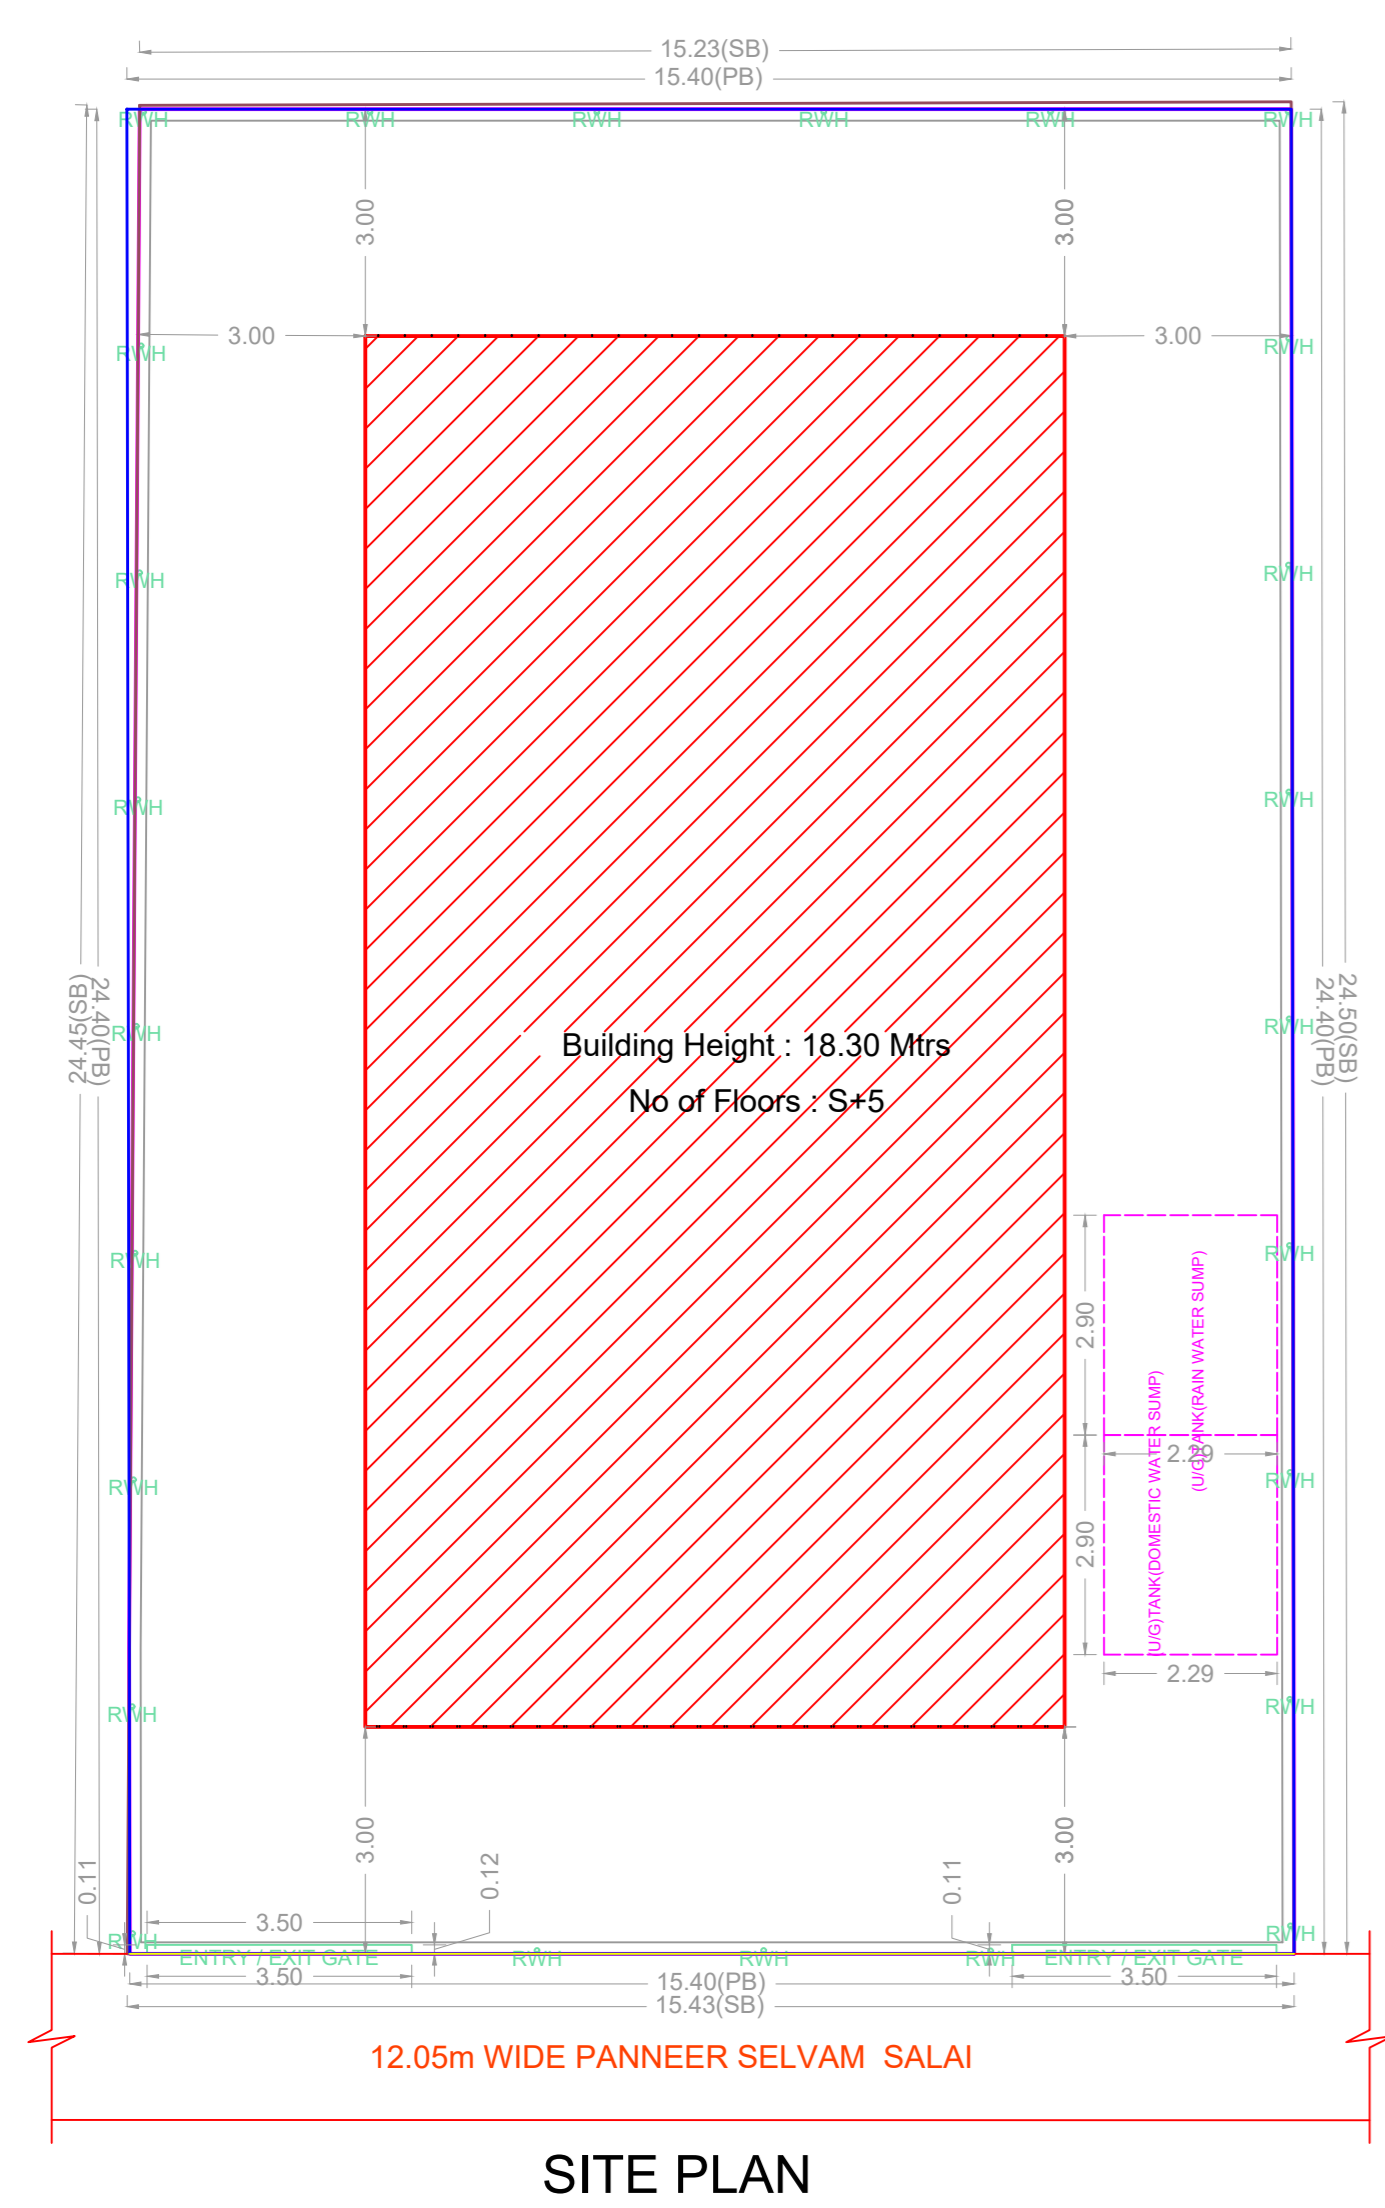 15.23(SB)
15.40(PB)
RWH RWH RWH RWH RWH RWH
3.00 3.00
3.00 3.00
RWH RWH
RWH RWH
RWH RWH
24.45(SB) 24.40(PB) 24.40(PB) 24.50(SB)
RWH RWH
Building Height : 18.30 Mtrs
No of Floors : S+5
RWH RWH
2.90
(U/G)TANK(RAIN WATER SUMP)
2.29
RWH RWH
2.90
(U/G)TANK(DOMESTIC WATER SUMP)
2.29
RWH RWH
3.00 3.00
0.11 0.12 0.11
3.50
RWH RWH
ENTRY / EXIT GATE RWH RWH RWH ENTRY / EXIT GATE
3.50 15.40(PB) 3.50
15.43(SB)
12.05m WIDE PANNEER SELVAM SALAI
SITE PLAN